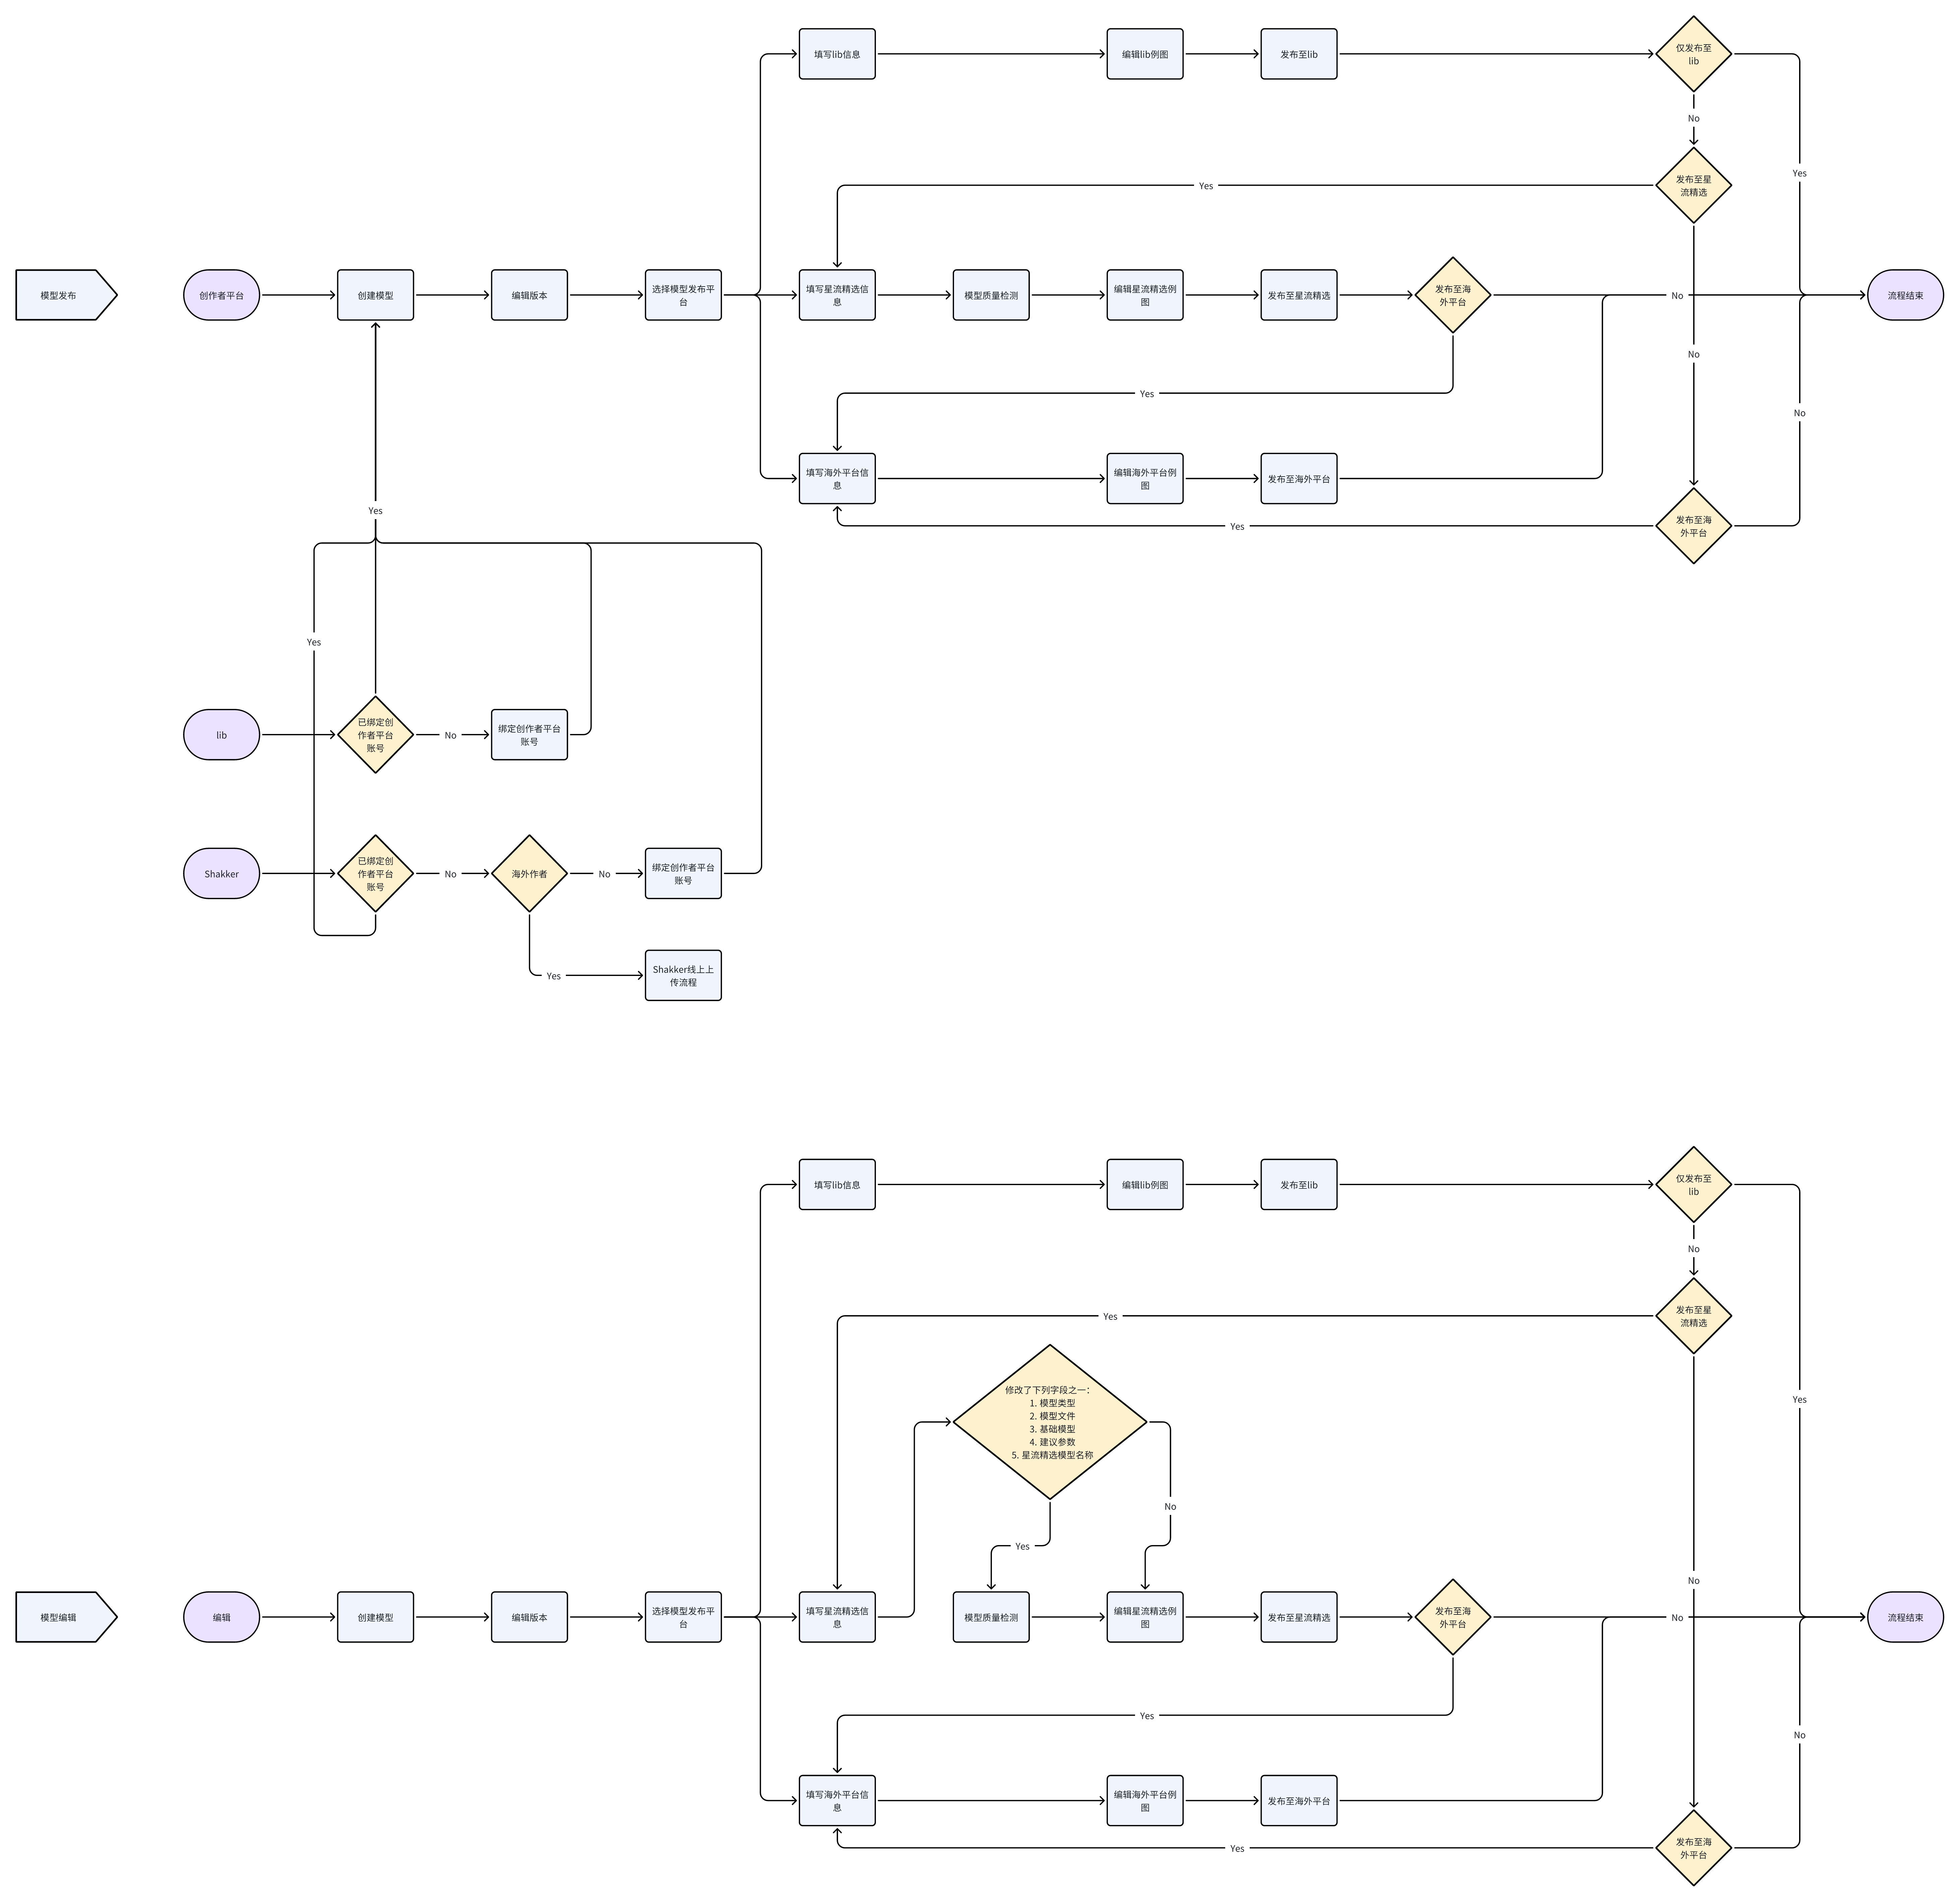 填写lib信息
编辑lib例图
发布至lib
仅发布至
lib
No
Yes
发布至星
流精选
Yes
模型发布
创作者平台
创建模型
编辑版本
选择模型发布平
台
填写星流精选信
息
模型质量检测
编辑星流精选例
图
发布至星流精选
发布至海
外平台
No
流程结束
No
Yes
No
填写海外平台信
息
编辑海外平台例
图
发布至海外平台
Yes
发布至海
外平台
Yes
Yes
lib
已绑定创
作者平台
账号
No
绑定创作者平台
账号
Shakker
已绑定创
作者平台
账号
No
海外作者
No
绑定创作者平台
账号
Yes
Shakker线上上
传流程
填写lib信息
编辑lib例图
发布至lib
仅发布至
lib
No
发布至星
流精选
Yes
Yes
修改了下列字段之一：
1. 模型类型
2. 模型文件
3. 基础模型
4. 建议参数
5. 星流精选模型名称
No
Yes
No
模型编辑
编辑
创建模型
编辑版本
选择模型发布平
台
填写星流精选信
息
模型质量检测
编辑星流精选例
图
发布至星流精选
发布至海
外平台
No
流程结束
Yes
No
填写海外平台信
息
编辑海外平台例
图
发布至海外平台
Yes
发布至海
外平台